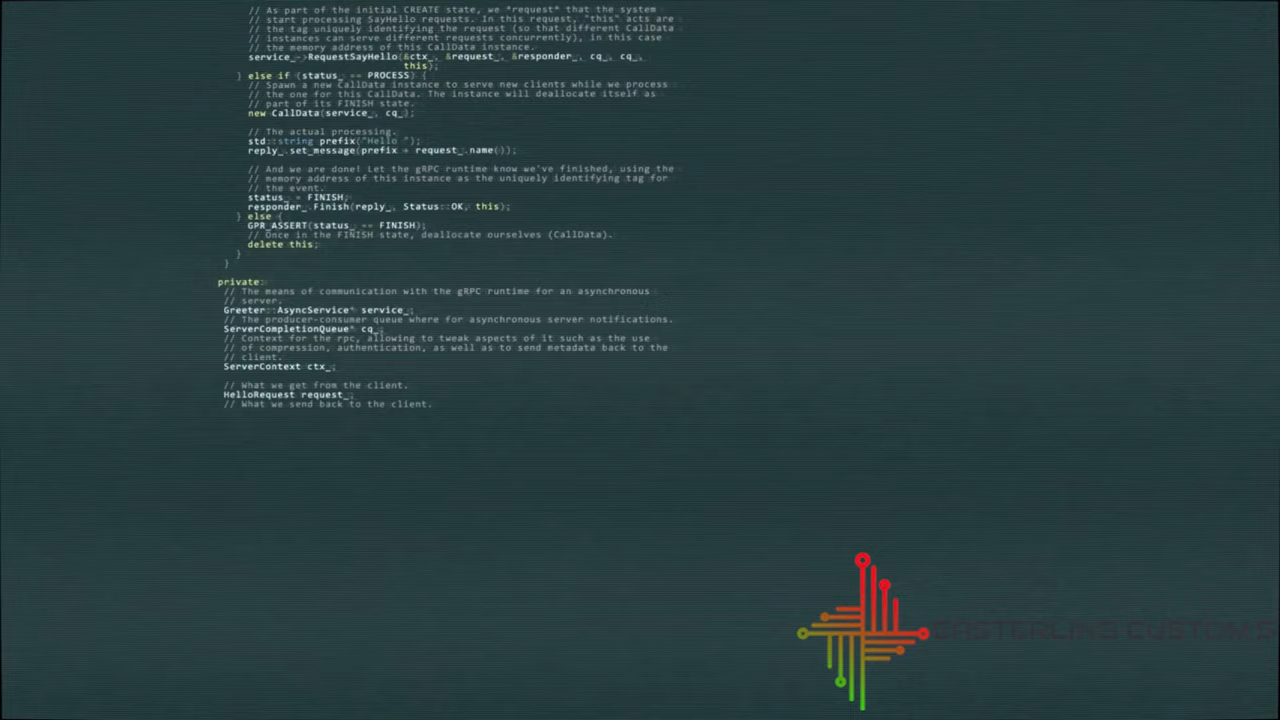 // As part of the initial CREATE state, we *request* that the system
// start processing SayHello requests. In this request, "this" acts are
// the tag uniquely identifying the request (so that different CallData
// instances can serve different requests concurrently), in this case
// the memory address of this CallData instance.
service_->RequestSayHello(&ctx_, &request_, &responder_, cq_, cq_,
this);
} else if (status_ == PROCESS) {
// Spawn a new CallData instance to serve new clients while we process
// the one for this CallData. The instance will deallocate itself as
// part of its FINISH state.
new CallData(service_, cq_);
// The actual processing.
std::string prefix("Hello ");
reply_.set_message(prefix + request_.name());
// And we are done! Let the gRPC runtime know we've finished, using the
// memory address of this instance as the uniquely identifying tag for
// the event.
status_ = FINISH;
responder_.Finish(reply_, Status::OK, this);
} else {
GPR_ASSERT(status_ == FINISH);
// Once in the FINISH state, deallocate ourselves (CallData).
delete this;
}
}
private:
// The means of communication with the gRPC runtime for an asynchronous
// server.
Greeter::AsyncService* service_;
// The producer-consumer queue where for asynchronous server notifications.
ServerCompletionQueue* cq_;
// Context for the rpc, allowing to tweak aspects of it such as the use
// of compression, authentication, as well as to send metadata back to the
// client.
ServerContext ctx_;
// What we get from the client.
HelloRequest request_;
// What we send back to the client.
EASTERLING CUSTOMS